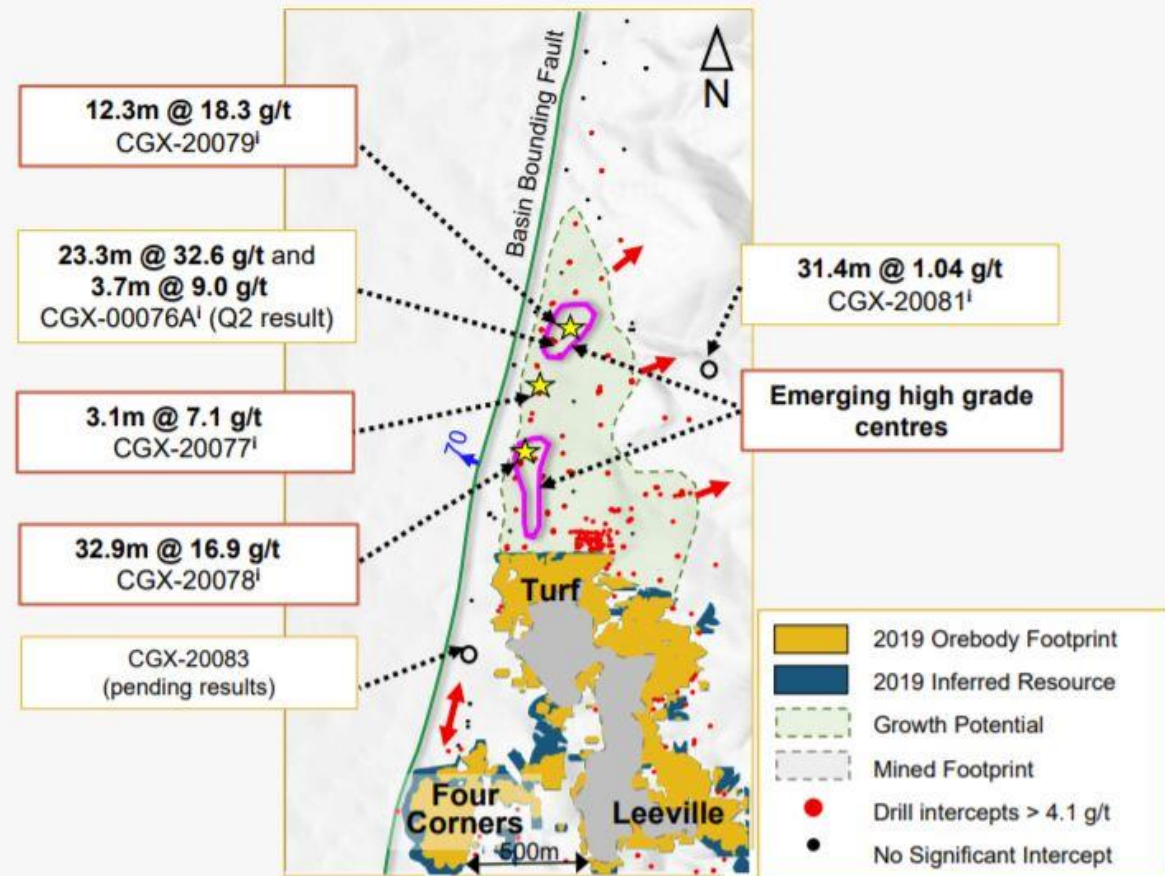 12.3m @ 18.3 g/t
CGX-20079ⁱ
23.3m @ 32.6 g/t and
3.7m @ 9.0 g/t
CGX-00076Aⁱ (Q2 result)
3.1m @ 7.1 g/t
CGX-20077ⁱ
32.9m @ 16.9 g/t
CGX-20078ⁱ
CGX-20083
(pending results)
Basin Bounding Fault
N
70
31.4m @ 1.04 g/t
CGX-20081ⁱ
Emerging high grade
centres
Turf
Four
Corners
Leeville
500m
2019 Orebody Footprint
2019 Inferred Resource
Growth Potential
Mined Footprint
Drill intercepts > 4.1 g/t
No Significant Intercept